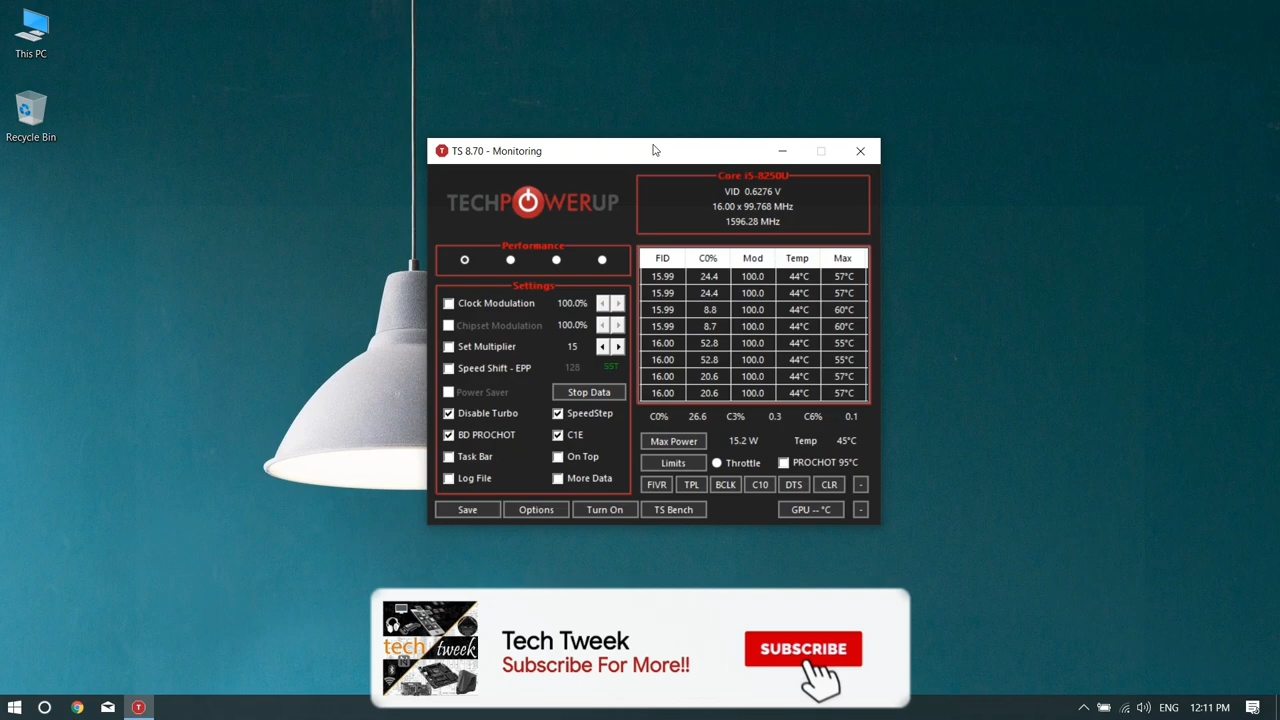 This PC
Recycle Bin
TS 8.70 - Monitoring
TECHPOWERUP
Core i5-8250U
VID 0.6276 V
16.00 x 99.768 MHz
1596.28 MHz
Performance
Settings
Clock Modulation 100.0%
Chipset Modulation 100.0%
Set Multiplier 15
Speed Shift - EPP 128 SST
Power Saver Stop Data
Disable Turbo SpeedStep
BD PROCHOT C1E
Task Bar On Top
Log File More Data
Save Options Turn On TS Bench
FID C0% Mod Temp Max
15.99 24.4 100.0 44°C 57°C
15.99 24.4 100.0 44°C 57°C
15.99 8.8 100.0 44°C 60°C
15.99 8.7 100.0 44°C 60°C
16.00 52.8 100.0 44°C 55°C
16.00 52.8 100.0 44°C 55°C
16.00 20.6 100.0 44°C 57°C
16.00 20.6 100.0 44°C 57°C
C0% 26.6 C3% 0.3 C6% 0.1
Max Power 15.2 W Temp 45°C
Limits Throttle PROCHOT 95°C
FIVR TPL BCLK C10 DTS CLR -
GPU -- °C -
tech tweek
Tech Tweek
Subscribe For More!!
SUBSCRIBE
ENG 12:11 PM